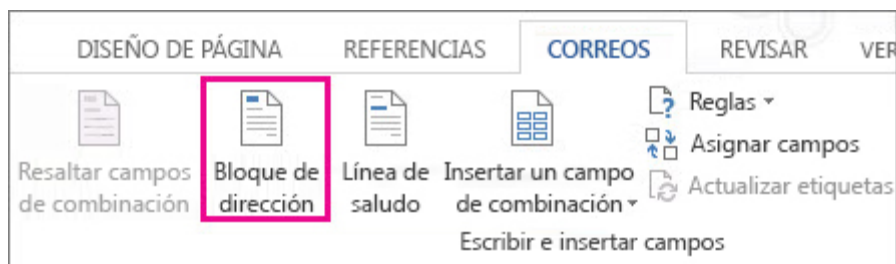 DISEÑO DE PÁGINA REFERENCIAS CORREOS REVISAR VER
Resaltar campos
de combinación
Bloque de
dirección
Línea de
saludo
Insertar un campo
de combinación
Reglas
Asignar campos
Actualizar etiquetas
Escribir e insertar campos